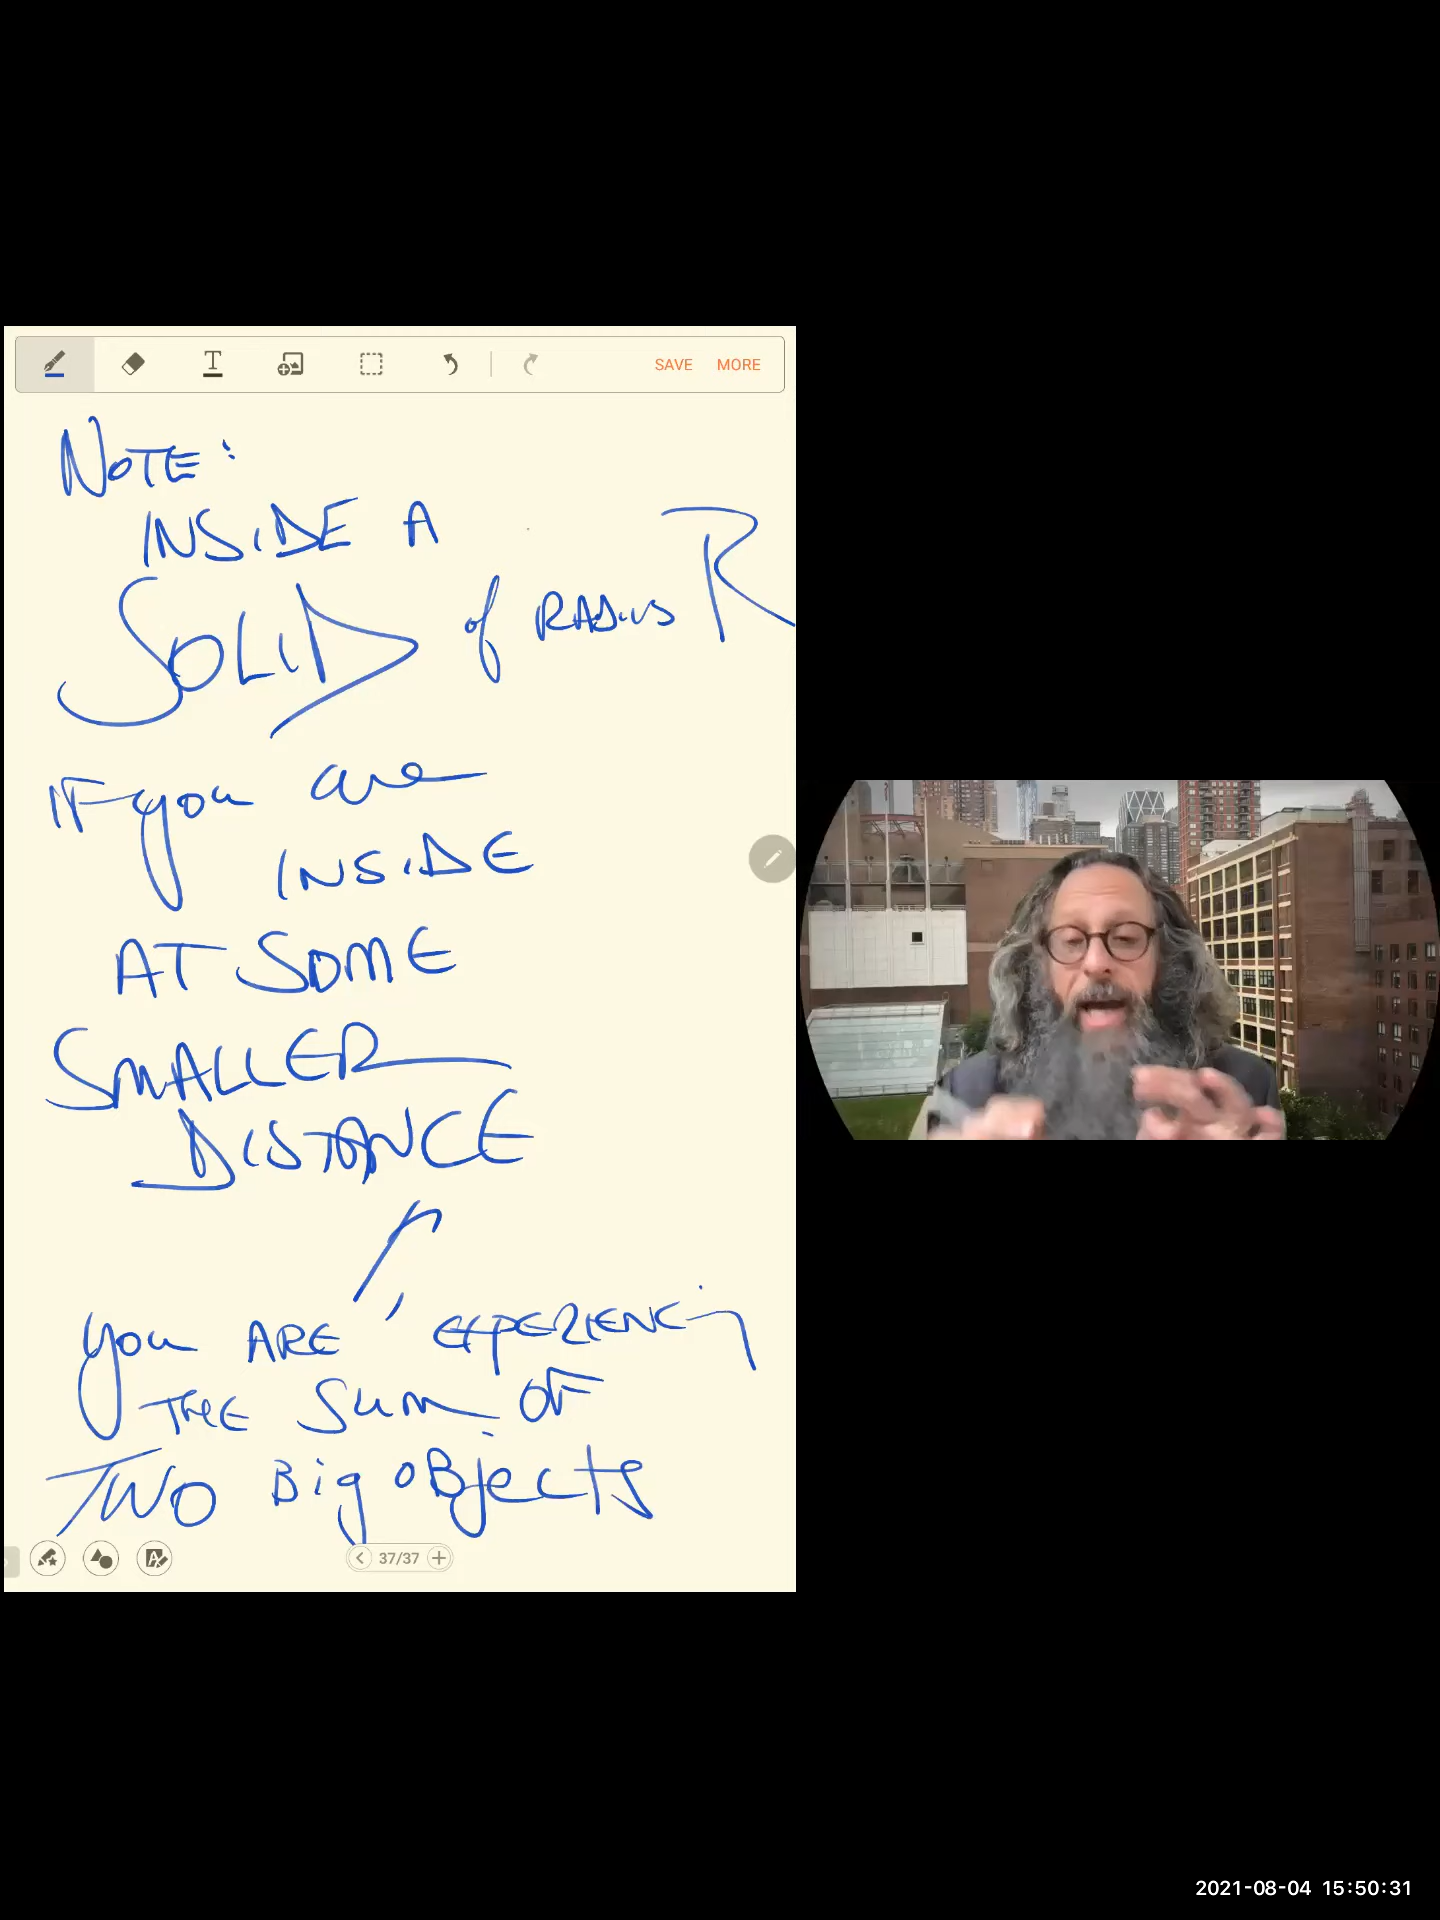 SAVE MORE
NOTE:
INSIDE A
SOLID of RADIUS R
IF you are
INSIDE
AT SOME
SMALLER
DISTANCE
you ARE, EXPERIENCING
THE SUM OF
TWO Big OBjects
37/37
2021-08-04 15:50:31